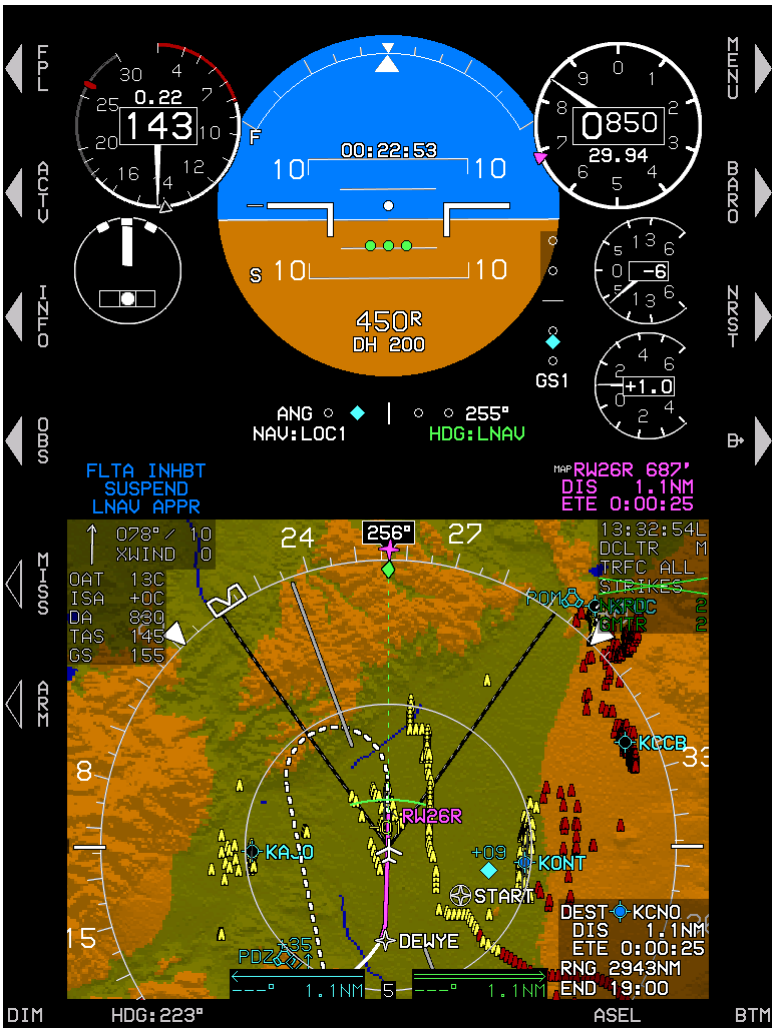 FPL
MENU
30
4
0
0.22
9
1
25
7
143
8
0850
2
10
20
29.94
7
3
12
16
14
6
5
4
F
00:22:53
10
10
ACTV
BARO
6
13
5
0
-6
5
13
6
S
10
10
INFO
NRST
450R
DH 200
GS1
4
6
2
+1.0
0
2
4
ANG
255°
NAV:LOC1
HDG:LNAV
OBS
FLTA INHBT
SUSPEND
LNAV APPR
MAP RW26R 687'
DIS 1.1NM
ETE 0:00:25
078°/ 10
XWIND 0
24
256°
27
13:32:54L
DCLTR M
TRFC ALL
STRIKES
MISS
OAT 13C
ISA +0C
DA 830
TAS 145
GS 155
POM
2
2
ARM
KCCB
33
8
RW26R
-0
KAJO
+09
KONT
START
DEST KCNO
DIS 1.1NM
ETE 0:00:25
RNG 2943NM
END 19:00
15
DEWYE
+35
PDZ
---° 1.1NM
5
---° 1.1NM
DIM
HDG:223°
ASEL
BTM